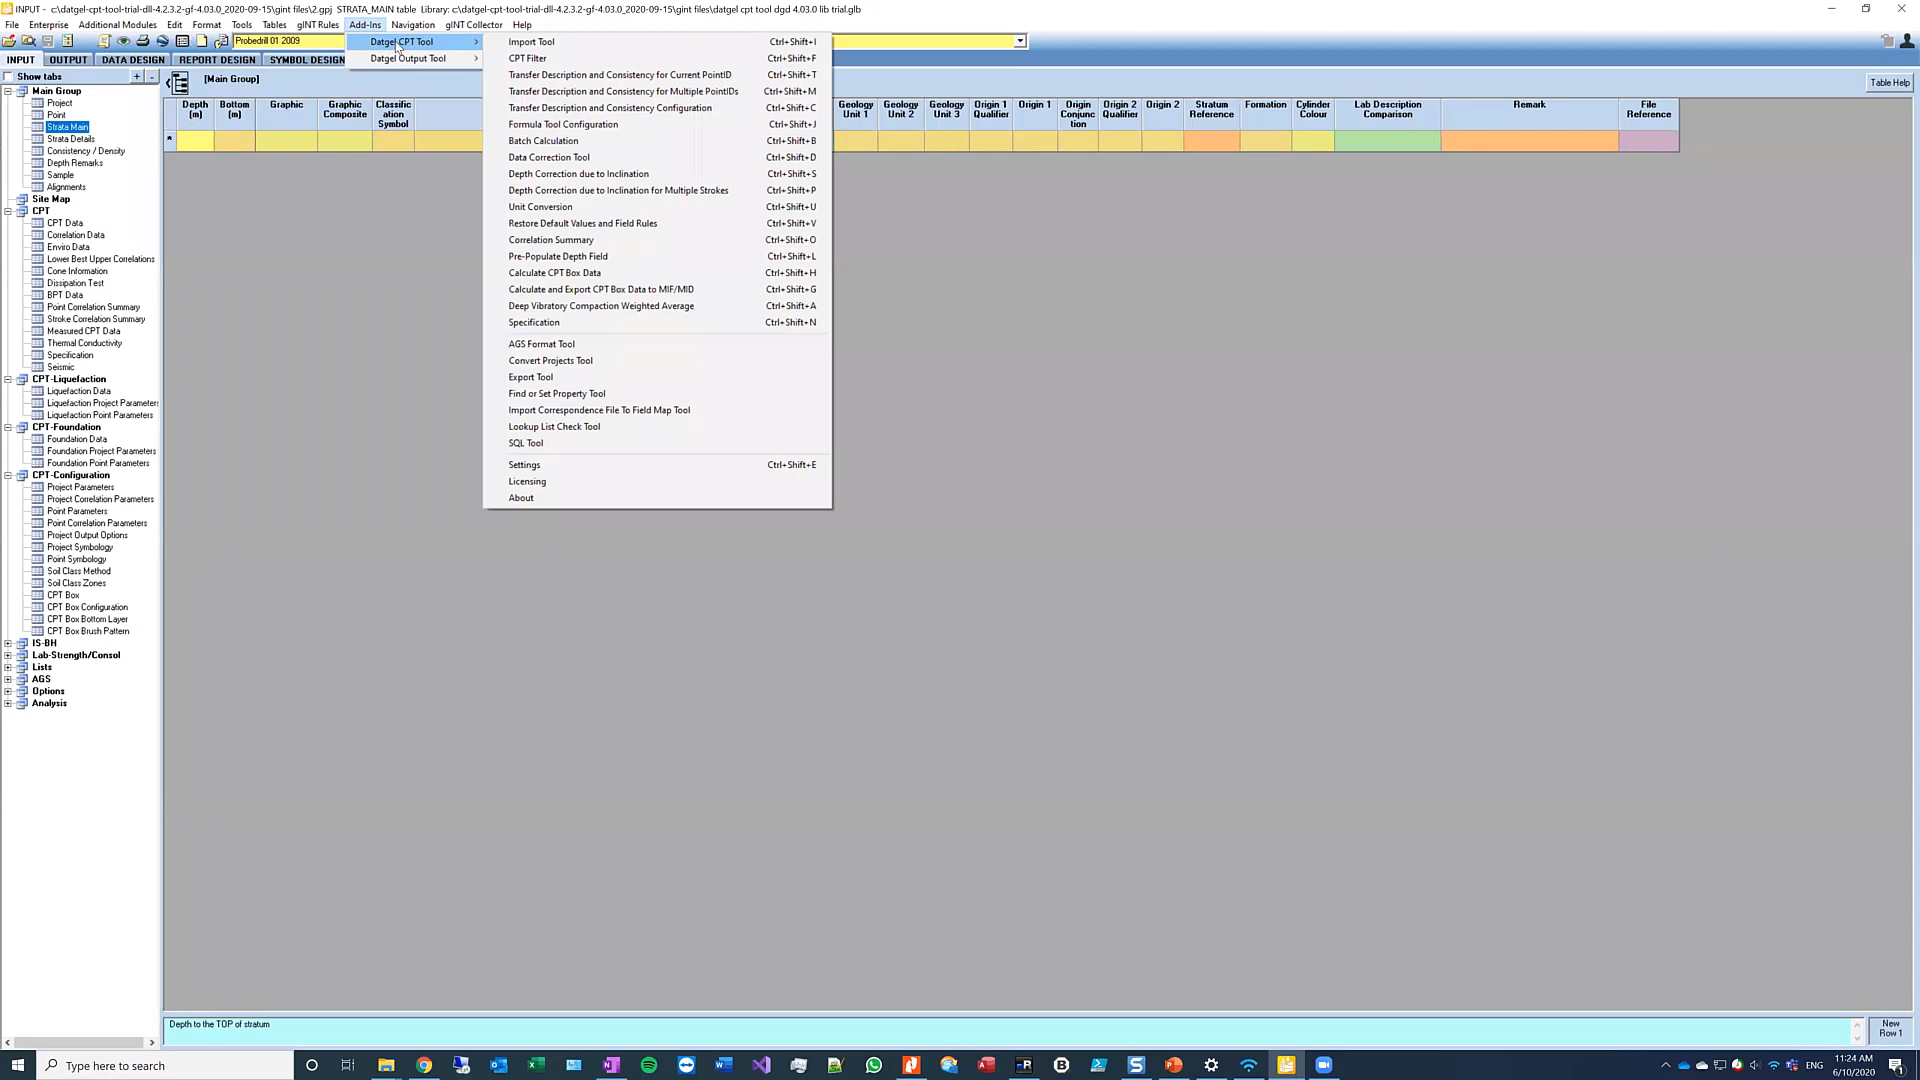 INPUT - c:\datgel-cpt-tool-trial-dll-4.2.3.2-gf-4.03.0_2020-09-15\gint files\2.gpj STRATA_MAIN table Library: c:\datgel-cpt-tool-trial-dll-4.2.3.2-gf-4.03.0_2020-09-15\gint files\datgel cpt tool dgd 4.03.0 lib trial.glb
File Enterprise Additional Modules Edit Format Tools Tables gINT Rules Add-Ins Navigation gINT Collector Help
Probedrill 01 2009
INPUT OUTPUT DATA DESIGN REPORT DESIGN SYMBOL DESIGN
Datgel CPT Tool
Datgel Output Tool
Import Tool Ctrl+Shift+I
CPT Filter Ctrl+Shift+F
Transfer Description and Consistency for Current PointID Ctrl+Shift+T
Transfer Description and Consistency for Multiple PointIDs Ctrl+Shift+M
Transfer Description and Consistency Configuration Ctrl+Shift+C
Formula Tool Configuration Ctrl+Shift+J
Batch Calculation Ctrl+Shift+B
Data Correction Tool Ctrl+Shift+D
Depth Correction due to Inclination Ctrl+Shift+S
Depth Correction due to Inclination for Multiple Strokes Ctrl+Shift+P
Unit Conversion Ctrl+Shift+U
Restore Default Values and Field Rules Ctrl+Shift+V
Correlation Summary Ctrl+Shift+O
Pre-Populate Depth Field Ctrl+Shift+L
Calculate CPT Box Data Ctrl+Shift+H
Calculate and Export CPT Box Data to MIF/MID Ctrl+Shift+G
Deep Vibratory Compaction Weighted Average Ctrl+Shift+A
Specification Ctrl+Shift+N
AGS Format Tool
Convert Projects Tool
Export Tool
Find or Set Property Tool
Import Correspondence File To Field Map Tool
Lookup List Check Tool
SQL Tool
Settings Ctrl+Shift+E
Licensing
About
Show tabs + -
Main Group
Project
Point
Strata Main
Strata Details
Consistency / Density
Depth Remarks
Sample
Alignments
Site Map
CPT
CPT Data
Correlation Data
Enviro Data
Lower Best Upper Correlations
Cone Information
Dissipation Test
BPT Data
Point Correlation Summary
Stroke Correlation Summary
Measured CPT Data
Thermal Conductivity
Specification
Seismic
CPT-Liquefaction
Liquefaction Data
Liquefaction Project Parameters
Liquefaction Point Parameters
CPT-Foundation
Foundation Data
Foundation Project Parameters
Foundation Point Parameters
CPT-Configuration
Project Parameters
Project Correlation Parameters
Point Parameters
Point Correlation Parameters
Project Output Options
Project Symbology
Point Symbology
Soil Class Method
Soil Class Zones
CPT Box
CPT Box Configuration
CPT Box Bottom Layer
CPT Box Brush Pattern
IS-BH
Lab-Strength/Consol
Lists
AGS
Options
Analysis
[Main Group]
Table Help
Depth (m)
Bottom (m)
Graphic
Graphic Composite
Classific ation Symbol
Geology Unit 1
Geology Unit 2
Geology Unit 3
Origin 1 Qualifier
Origin 1
Origin Conjunc tion
Origin 2 Qualifier
Origin 2
Stratum Reference
Formation
Cylinder Colour
Lab Description Comparison
Remark
File Reference
*
Depth to the TOP of stratum
New
Row 1
Type here to search
ENG
11:24 AM
6/10/2020